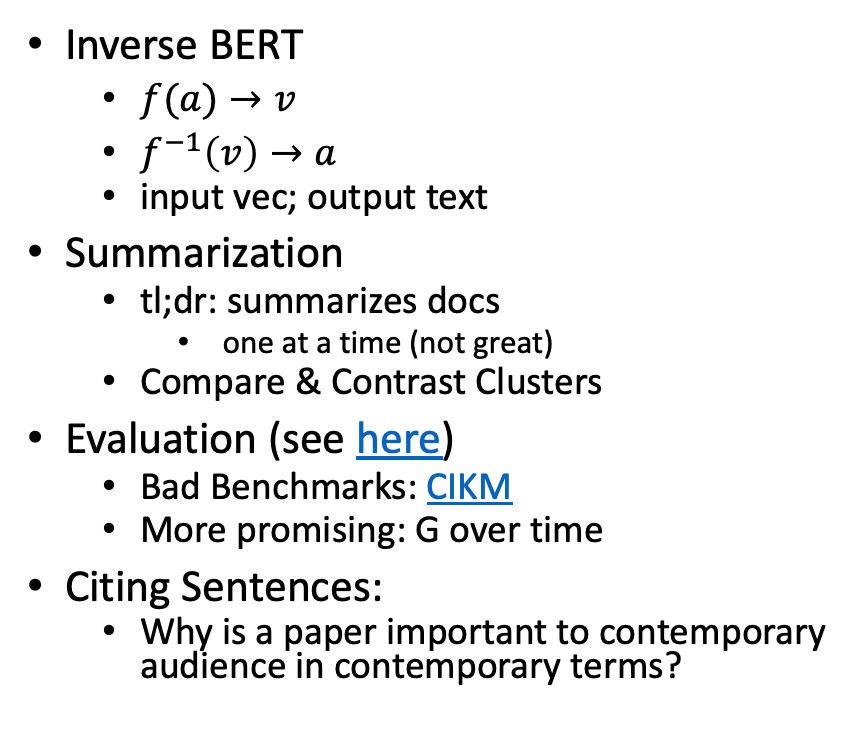 • Inverse BERT
• f(a) → v
• f⁻¹(v) → a
• input vec; output text
• Summarization
• tl;dr: summarizes docs
• one at a time (not great)
• Compare & Contrast Clusters
• Evaluation (see here)
• Bad Benchmarks: CIKM
• More promising: G over time
• Citing Sentences:
• Why is a paper important to contemporary
audience in contemporary terms?